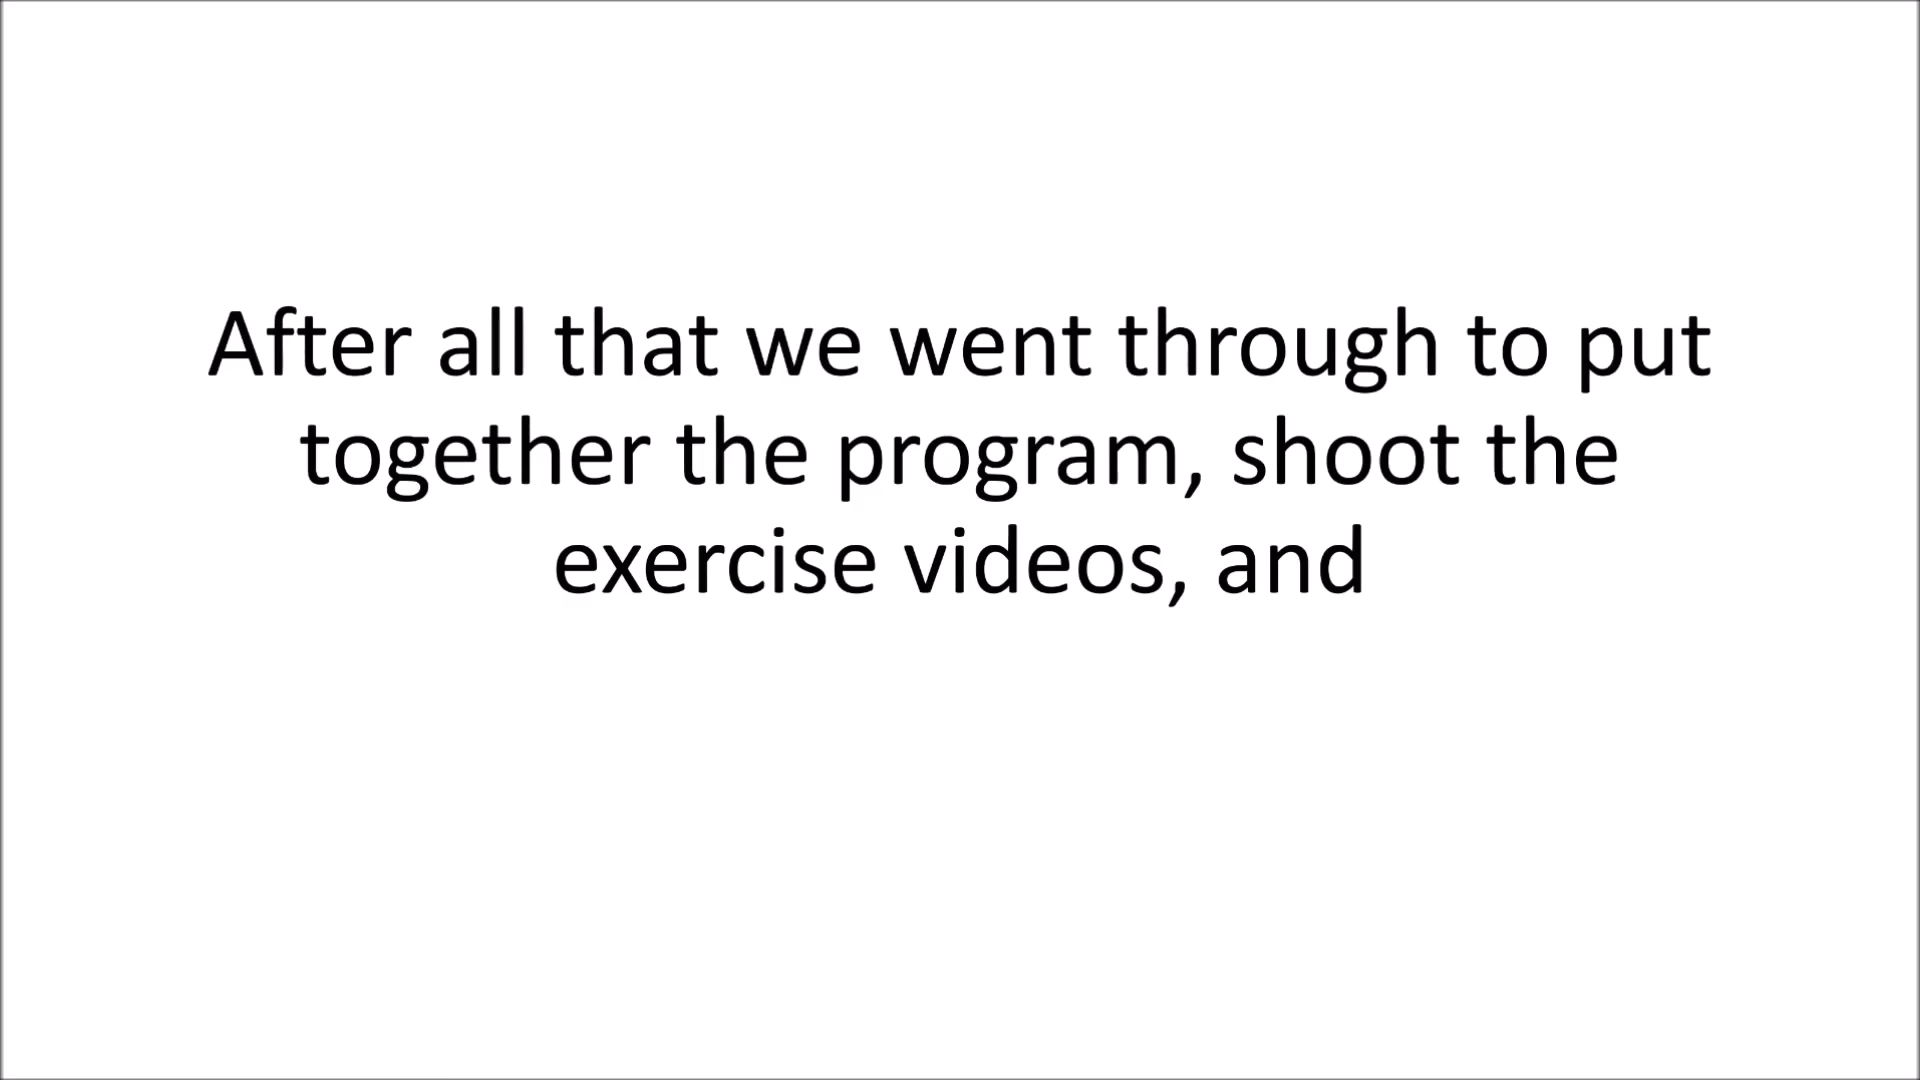 After all that we went through to put
together the program, shoot the
exercise videos, and